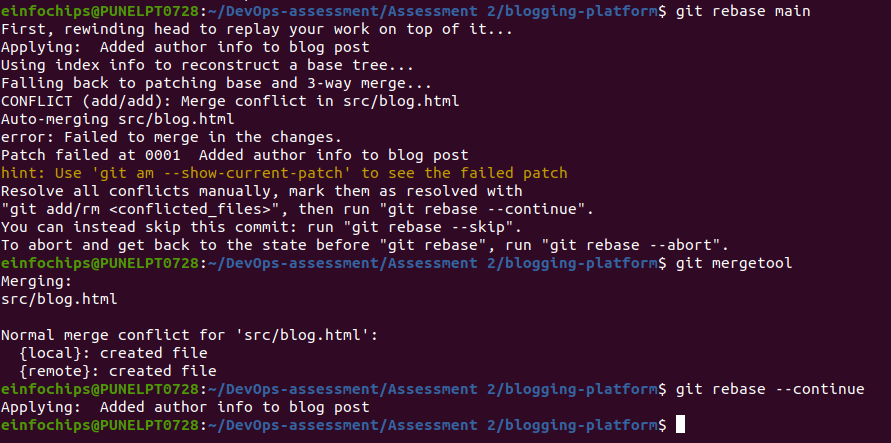 einfochips@PUNELPT0728:~/DevOps-assessment/Assessment 2/blogging-platform$ git rebase main
First, rewinding head to replay your work on top of it...
Applying:  Added author info to blog post
Using index info to reconstruct a base tree...
Falling back to patching base and 3-way merge...
CONFLICT (add/add): Merge conflict in src/blog.html
Auto-merging src/blog.html
error: Failed to merge in the changes.
Patch failed at 0001  Added author info to blog post
hint: Use 'git am --show-current-patch' to see the failed patch
Resolve all conflicts manually, mark them as resolved with
"git add/rm <conflicted_files>", then run "git rebase --continue".
You can instead skip this commit: run "git rebase --skip".
To abort and get back to the state before "git rebase", run "git rebase --abort".
einfochips@PUNELPT0728:~/DevOps-assessment/Assessment 2/blogging-platform$ git mergetool
Merging:
src/blog.html

Normal merge conflict for 'src/blog.html':
  {local}: created file
  {remote}: created file
einfochips@PUNELPT0728:~/DevOps-assessment/Assessment 2/blogging-platform$ git rebase --continue
Applying:  Added author info to blog post
einfochips@PUNELPT0728:~/DevOps-assessment/Assessment 2/blogging-platform$